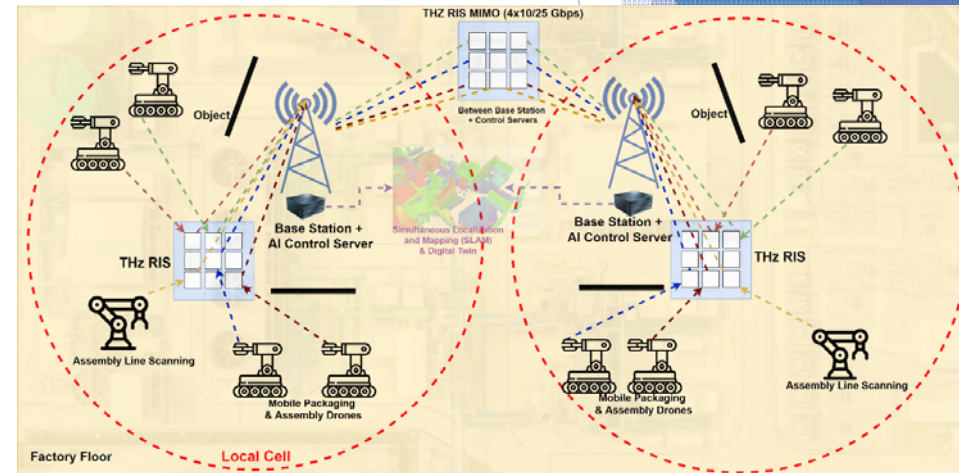 THZ RIS MIMO (4x10/25 Gbps)
Between Base Station
+ Control Servers
Object
Object
Base Station +
AI Control Server
Simultaneous Localization
and Mapping (SLAM)
& Digital Twin
Base Station +
AI Control Server
THz RIS
THz RIS
Assembly Line Scanning
Mobile Packaging
& Assembly Drones
Mobile Packaging
& Assembly Drones
Assembly Line Scanning
Factory Floor
Local Cell